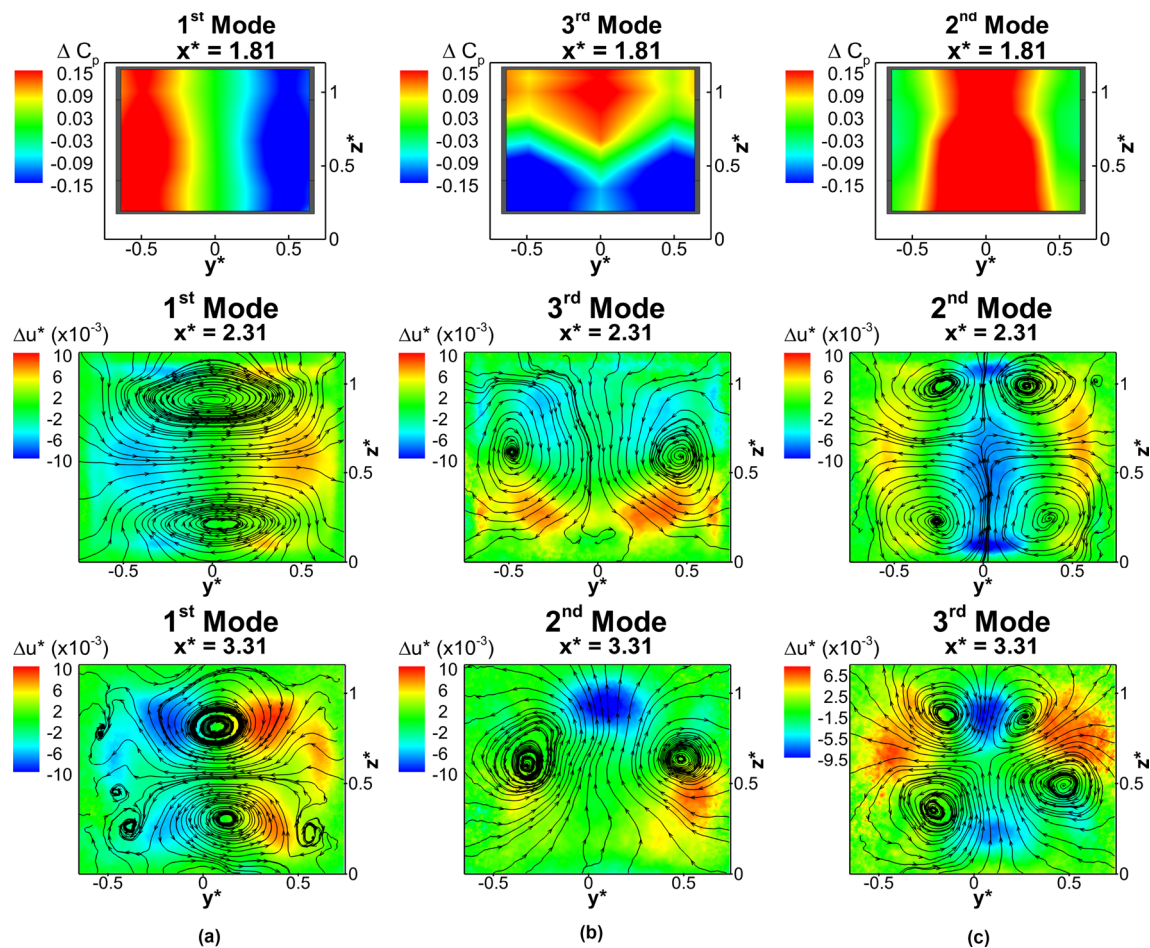 1st Mode
x* = 1.81
Δ Cp
0.15
0.09
0.03
-0.03
-0.09
-0.15
1
0.5
0
z*
-0.5 0 0.5
y*
3rd Mode
x* = 1.81
Δ Cp
0.15
0.09
0.03
-0.03
-0.09
-0.15
1
0.5
0
z*
-0.5 0 0.5
y*
2nd Mode
x* = 1.81
Δ Cp
0.15
0.09
0.03
-0.03
-0.09
-0.15
1
0.5
0
z*
-0.5 0 0.5
y*
1st Mode
x* = 2.31
Δu* (x10-3)
10
6
2
-2
-6
-10
1
0.5
0
z*
-0.5 0 0.5
y*
3rd Mode
x* = 2.31
Δu* (x10-3)
10
6
2
-2
-6
-10
1
0.5
0
z*
-0.5 0 0.5
y*
2nd Mode
x* = 2.31
Δu* (x10-3)
10
6
2
-2
-6
-10
1
0.5
0
z*
-0.5 0 0.5
y*
1st Mode
x* = 3.31
Δu* (x10-3)
10
6
2
-2
-6
-10
1
0.5
0
z*
-0.5 0 0.5
y*
2nd Mode
x* = 3.31
Δu* (x10-3)
10
6
2
-2
-6
-10
1
0.5
0
z*
-0.5 0 0.5
y*
3rd Mode
x* = 3.31
Δu* (x10-3)
6.5
2.5
-1.5
-5.5
-9.5
1
0.5
0
z*
-0.5 0 0.5
y*
(a) (b) (c)